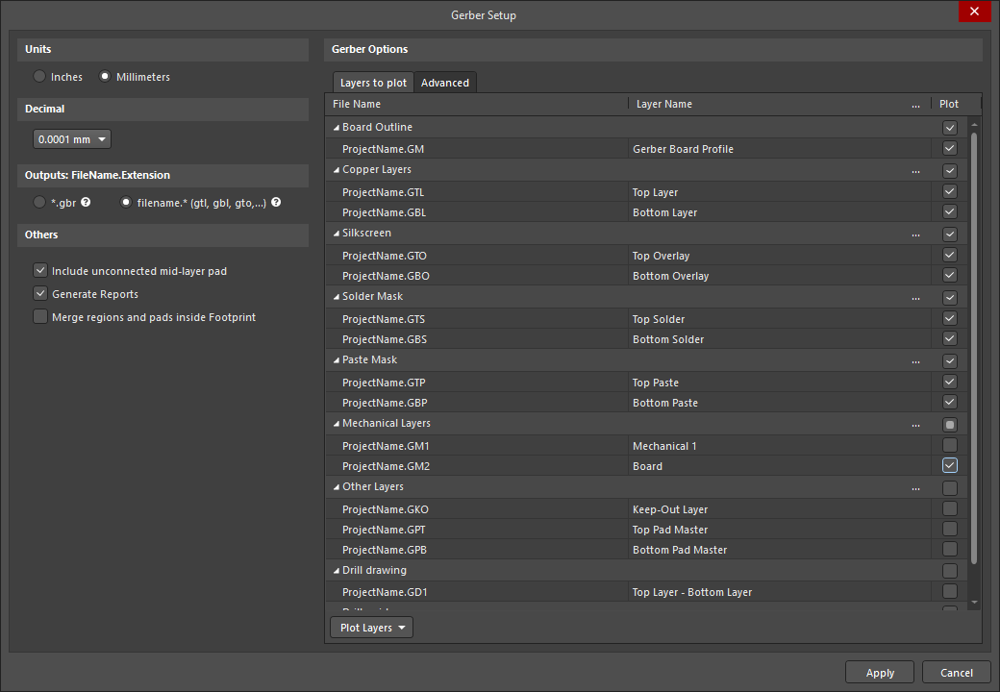 Gerber Setup
Units
Inches
Millimeters
Decimal
0.0001 mm
Outputs: FileName.Extension
*.gbr
filename.* (gtl, gbl, gto,...)
Others
Include unconnected mid-layer pad
Generate Reports
Merge regions and pads inside Footprint
Gerber Options
Layers to plot Advanced
File Name Layer Name ... Plot
Board Outline
ProjectName.GM Gerber Board Profile
Copper Layers ...
ProjectName.GTL Top Layer
ProjectName.GBL Bottom Layer
Silkscreen ...
ProjectName.GTO Top Overlay
ProjectName.GBO Bottom Overlay
Solder Mask ...
ProjectName.GTS Top Solder
ProjectName.GBS Bottom Solder
Paste Mask ...
ProjectName.GTP Top Paste
ProjectName.GBP Bottom Paste
Mechanical Layers ...
ProjectName.GM1 Mechanical 1
ProjectName.GM2 Board
Other Layers ...
ProjectName.GKO Keep-Out Layer
ProjectName.GPT Top Pad Master
ProjectName.GPB Bottom Pad Master
Drill drawing
ProjectName.GD1 Top Layer - Bottom Layer
Plot Layers
Apply Cancel